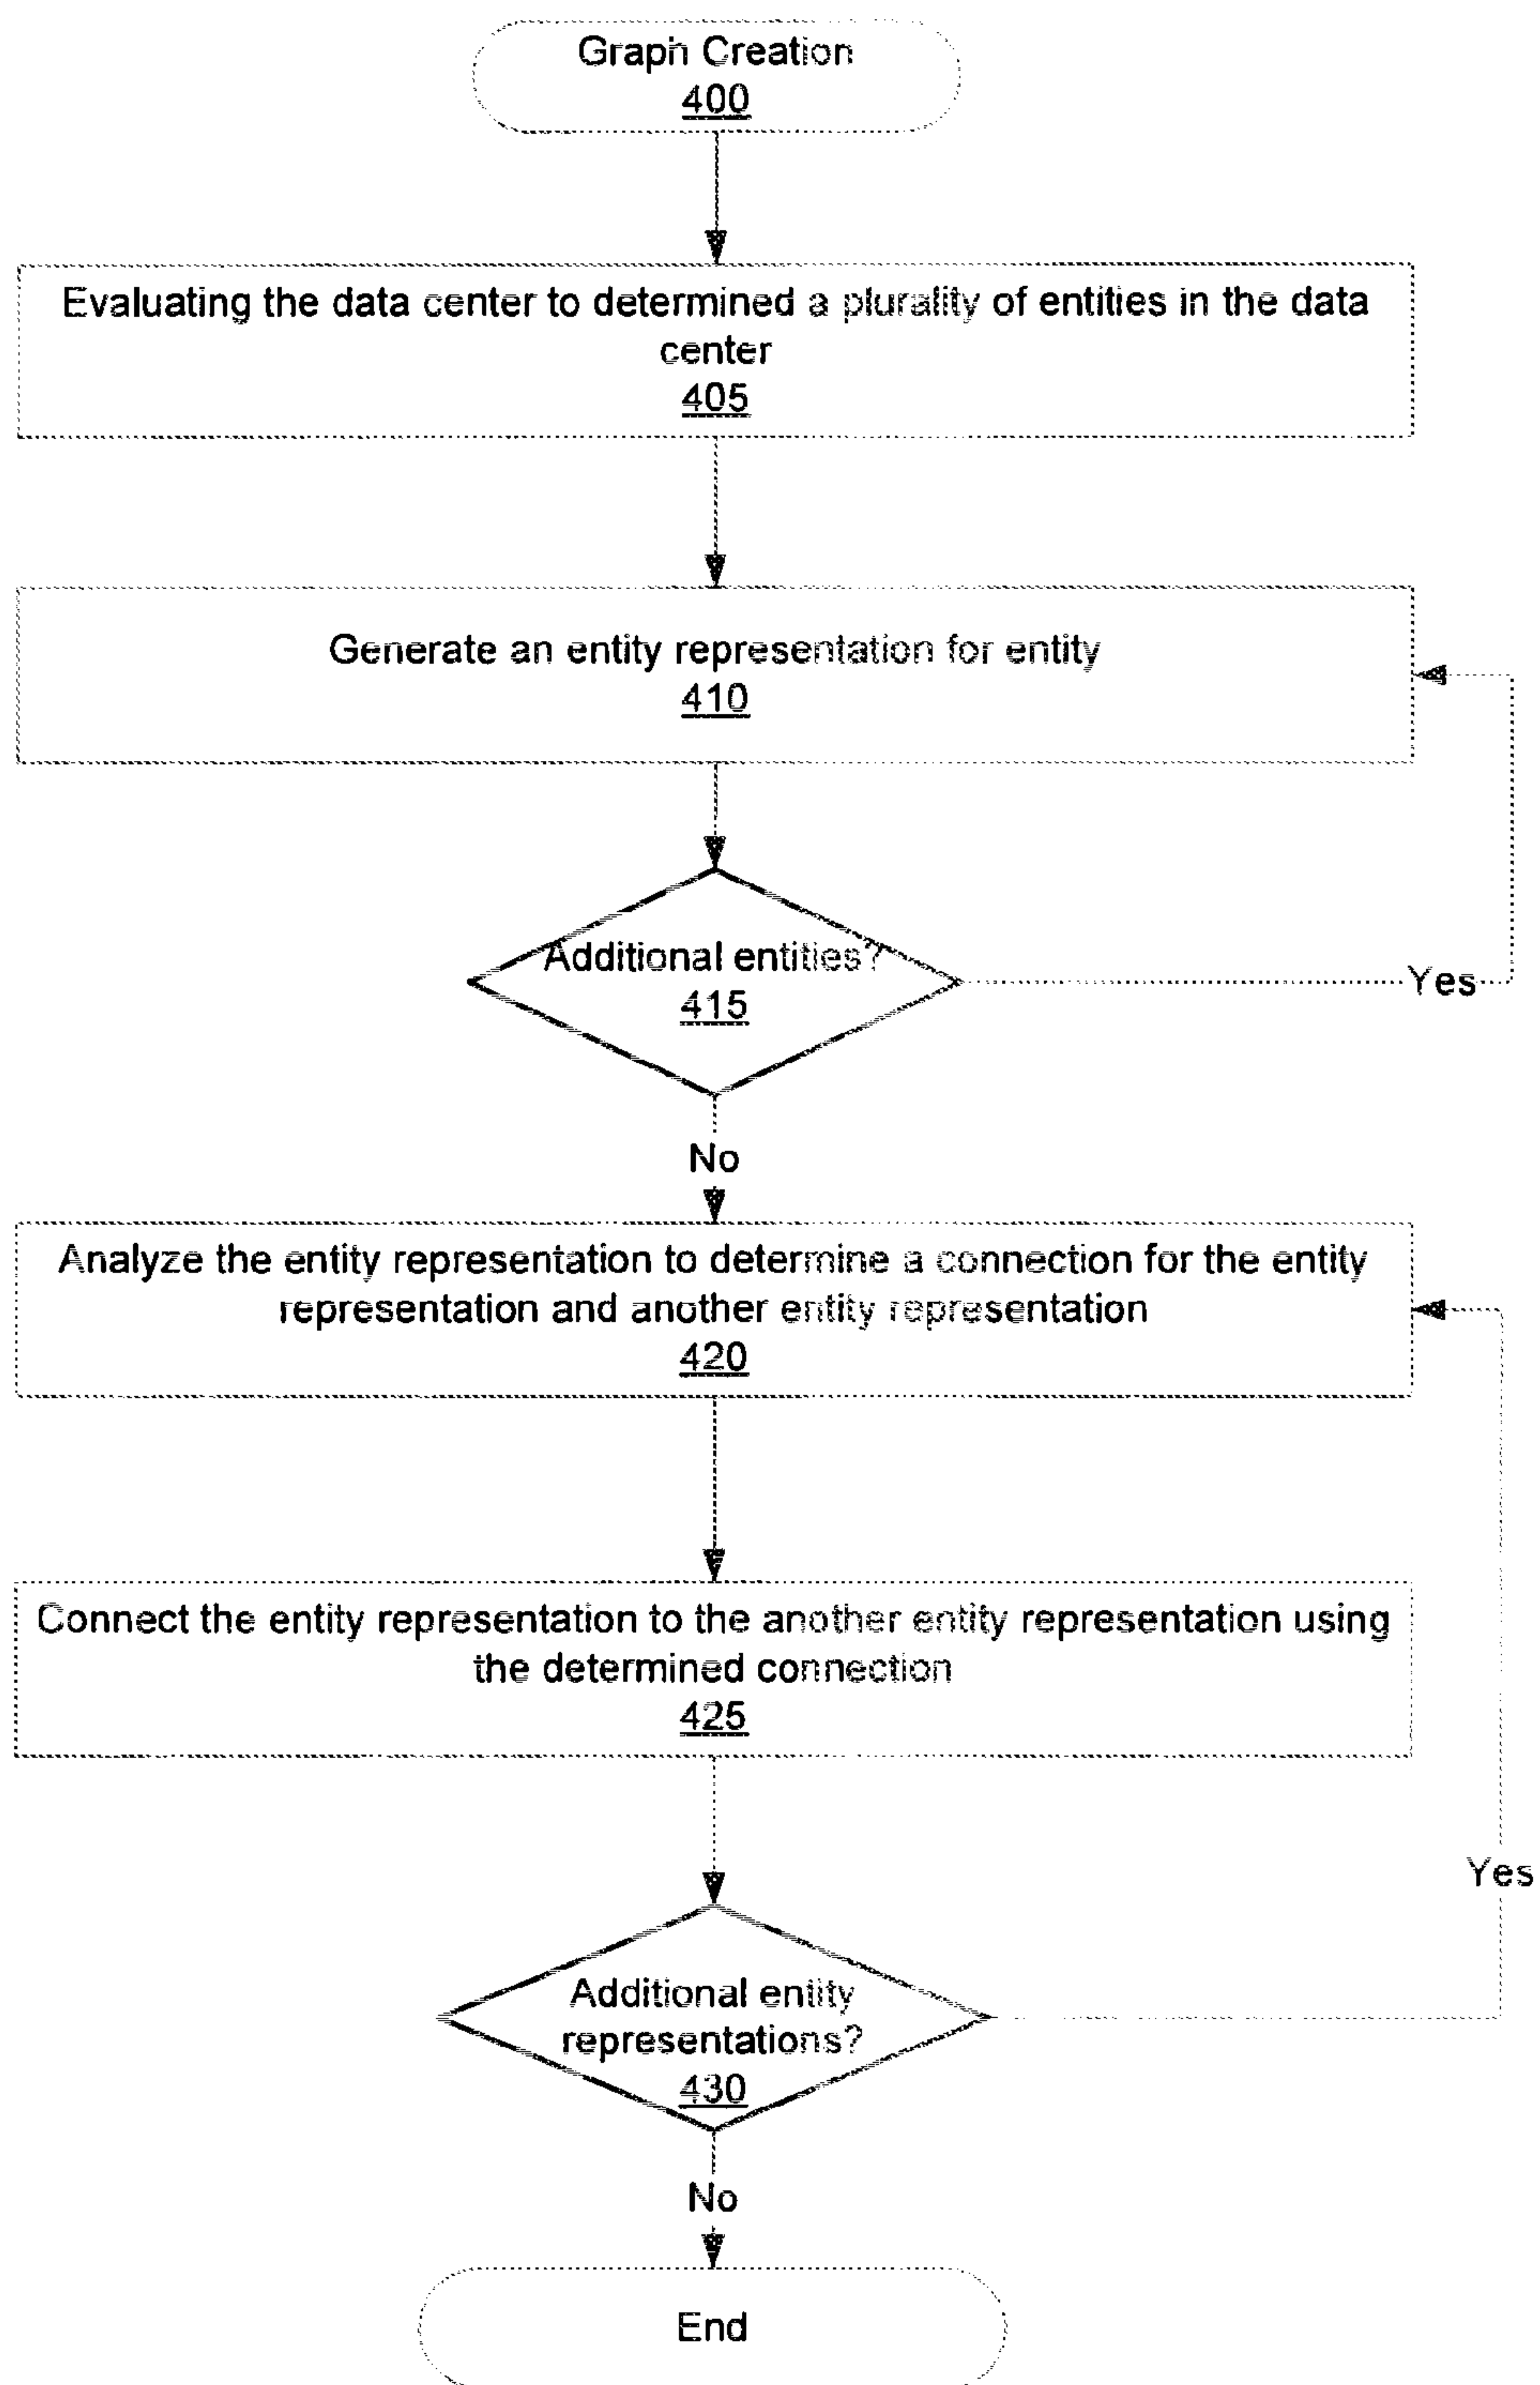 Graph Creation
400
Evaluating the data center to determined a plurality of entities in the data
center
405
Generate an entity representation for entity
410
Additional entities?
415
Yes
No
Analyze the entity representation to determine a connection for the entity
representation and another entity representation
420
Connect the entity representation to the another entity representation using
the determined connection
425
Yes
Additional entity
representations?
430
No
End